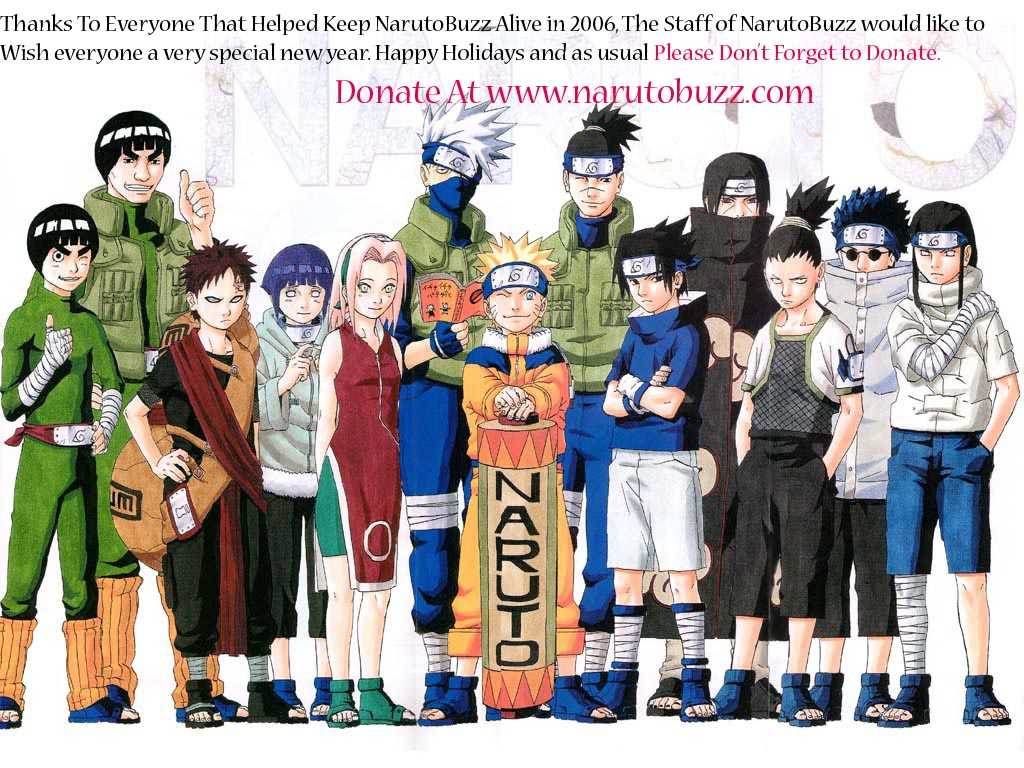 Thanks To Everyone That Helped Keep NarutoBuzz Alive in 2006, The Staff of NarutoBuzz would like to
Wish everyone a very special new year. Happy Holidays and as usual Please Don't Forget to Donate.
Donate At www.narutobuzz.com
NARUTO
NARUTO